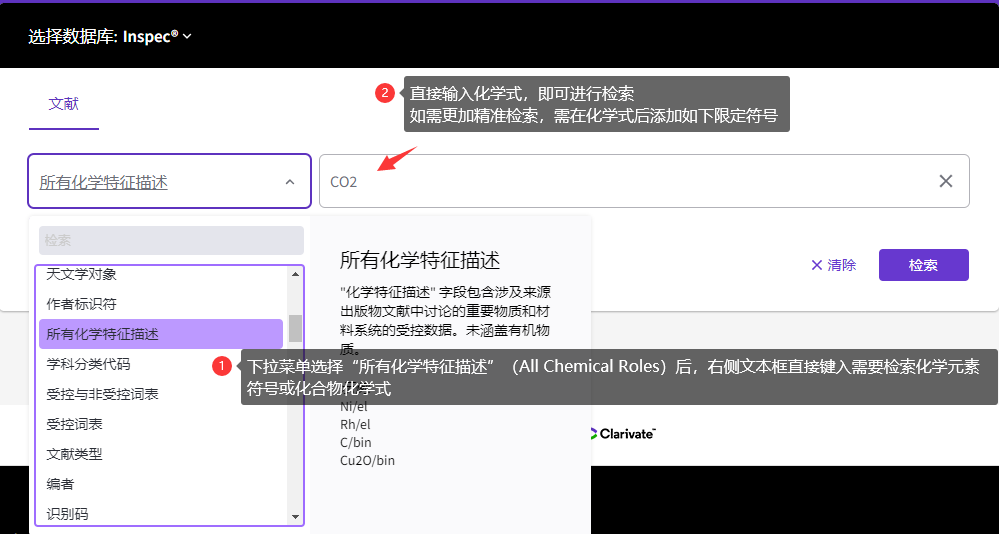 选择数据库: Inspec®
文献
2
直接输入化学式，即可进行检索
如需更加精准检索，需在化学式后添加如下限定符号
所有化学特征描述
CO2
检索
天文学对象
作者标识符
所有化学特征描述
学科分类代码
受控与非受控词表
受控词表
文献类型
编者
识别码
所有化学特征描述
"化学特征描述" 字段包含涉及来源
出版物文献中讨论的重要物质和材
料系统的受控数据。未涵盖有机物
质。
清除
检索
1
下拉菜单选择“所有化学特征描述”（All Chemical Roles）后，右侧文本框直接键入需要检索化学元素
符号或化合物化学式
Ni/el
Rh/el
C/bin
Cu2O/bin
Clarivate™